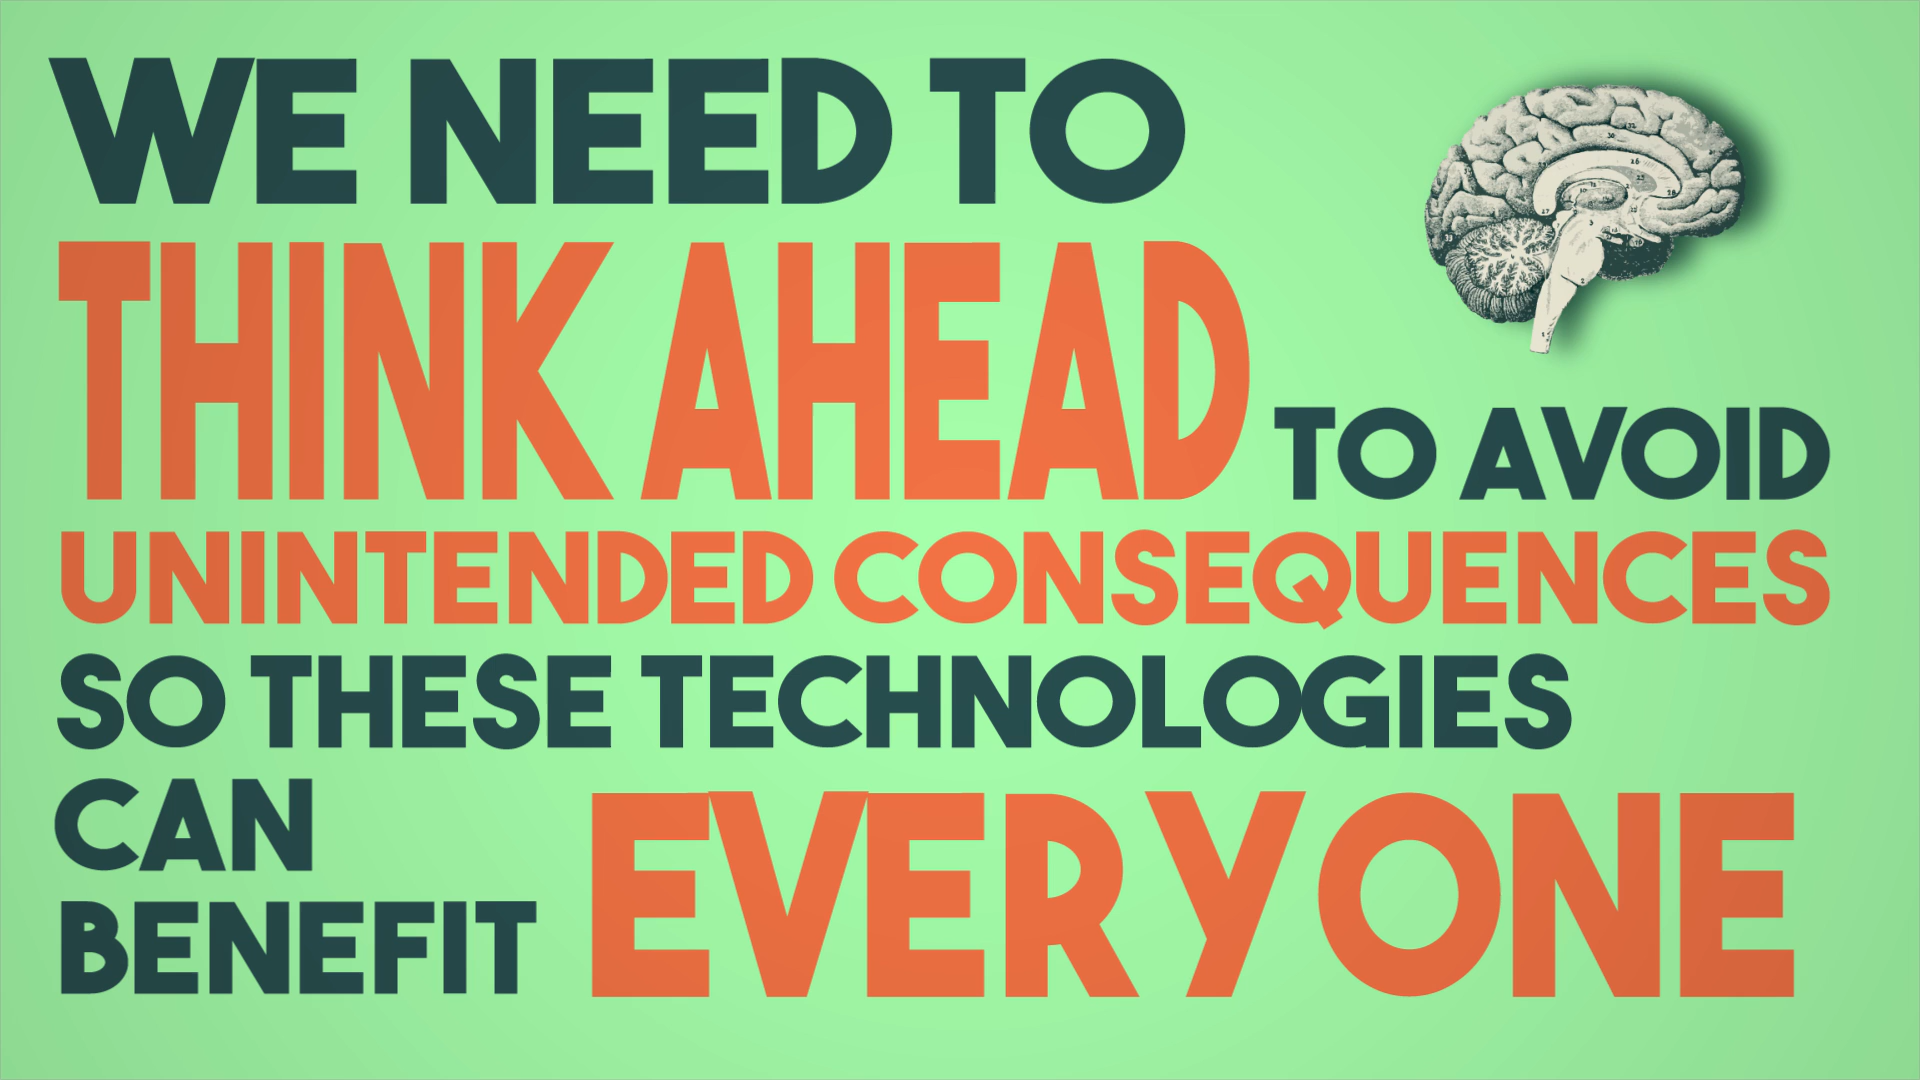 WE NEED TO
THINK AHEAD TO AVOID
UNINTENDED CONSEQUENCES
SO THESE TECHNOLOGIES
CAN
BENEFIT EVERYONE